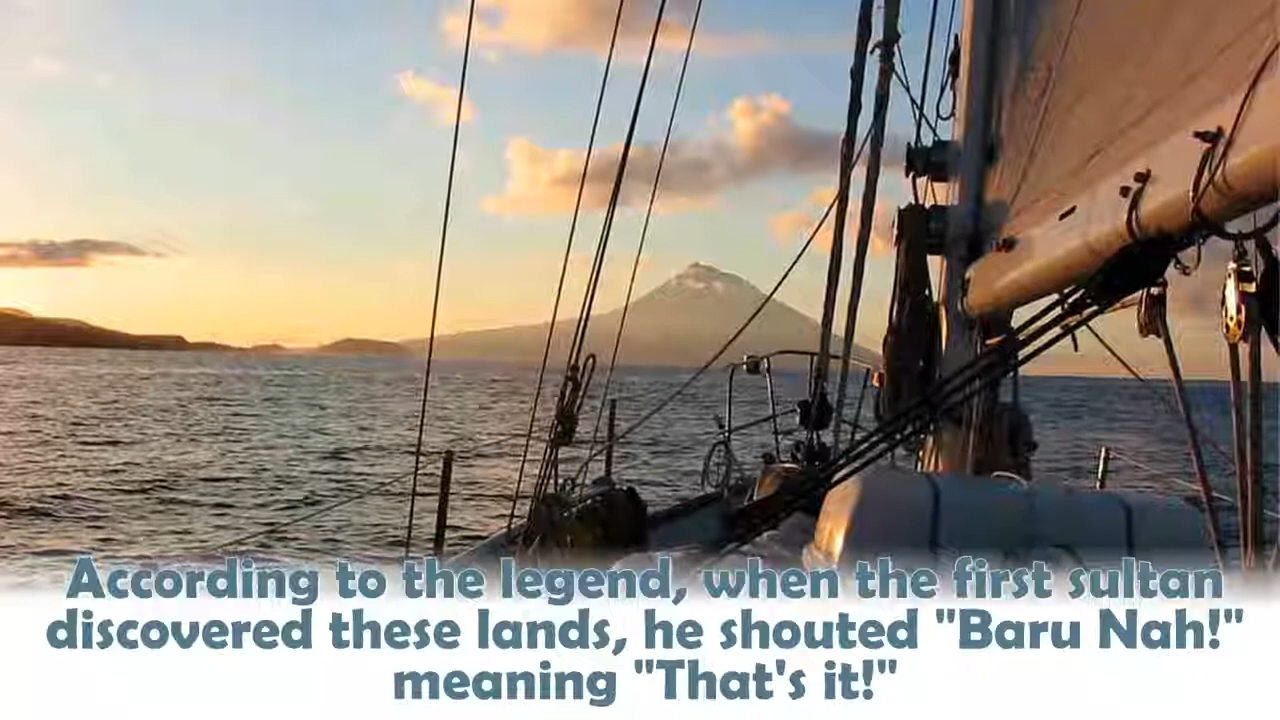 According to the legend, when the first sultan
discovered these lands, he shouted "Baru Nah!"
meaning "That's it!"